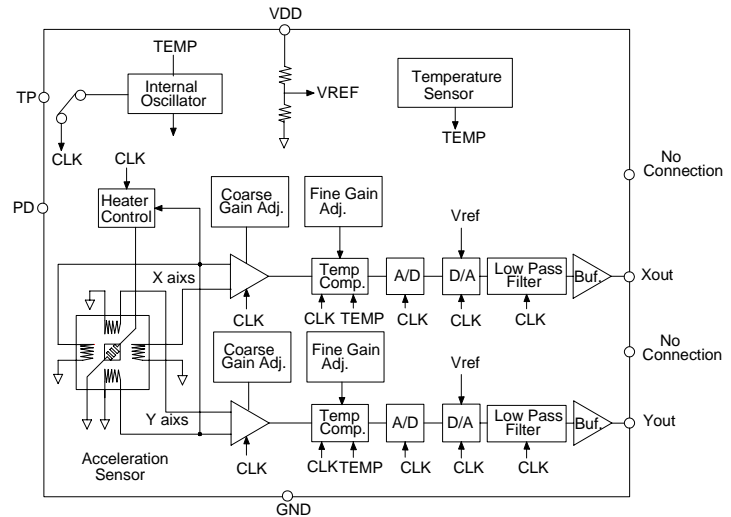 VDD
TEMP
Internal
Oscillator
TP
CLK
VREF
Temperature
Sensor
TEMP
No
Connection
CLK
PD
Heater
Control
Coarse
Gain Adj.
Fine Gain
Adj.
Vref
X aixs
Temp
Comp.
A/D
D/A
Low Pass
Filter
Buf.
Xout
CLK
CLK
TEMP
CLK
CLK
CLK
Coarse
Gain Adj.
Fine Gain
Adj.
Vref
No
Connection
Y aixs
Temp
Comp.
A/D
D/A
Low Pass
Filter
Buf.
Yout
CLK
CLK
TEMP
CLK
CLK
CLK
Acceleration
Sensor
GND